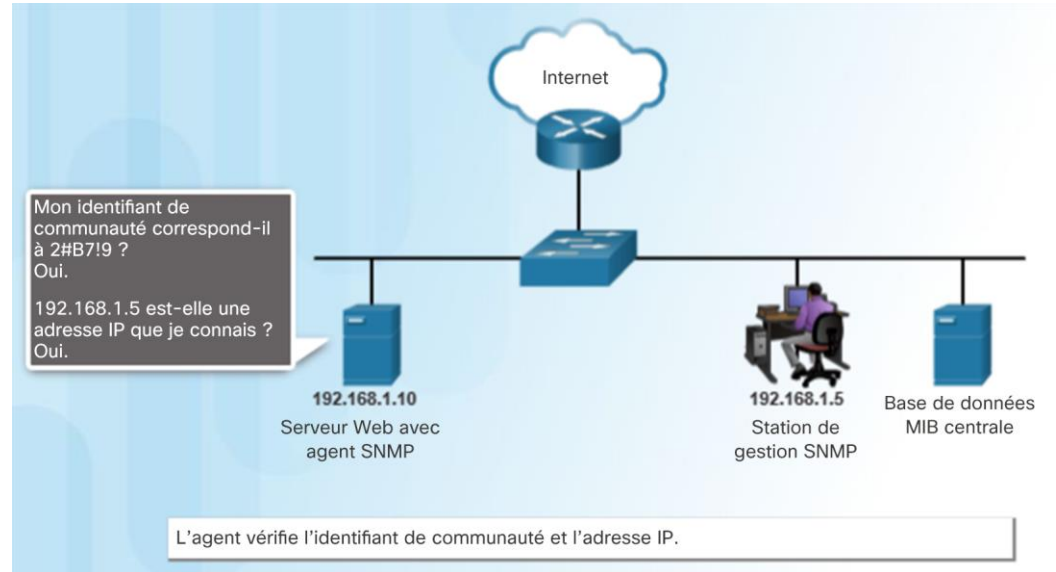 Internet
Mon identifiant de
communauté correspond-il
à 2#B7!9 ?
Oui.
192.168.1.5 est-elle une
adresse IP que je connais ?
Oui.
192.168.1.10
Serveur Web avec
agent SNMP
192.168.1.5
Station de
gestion SNMP
Base de données
MIB centrale
L'agent vérifie l'identifiant de communauté et l'adresse IP.